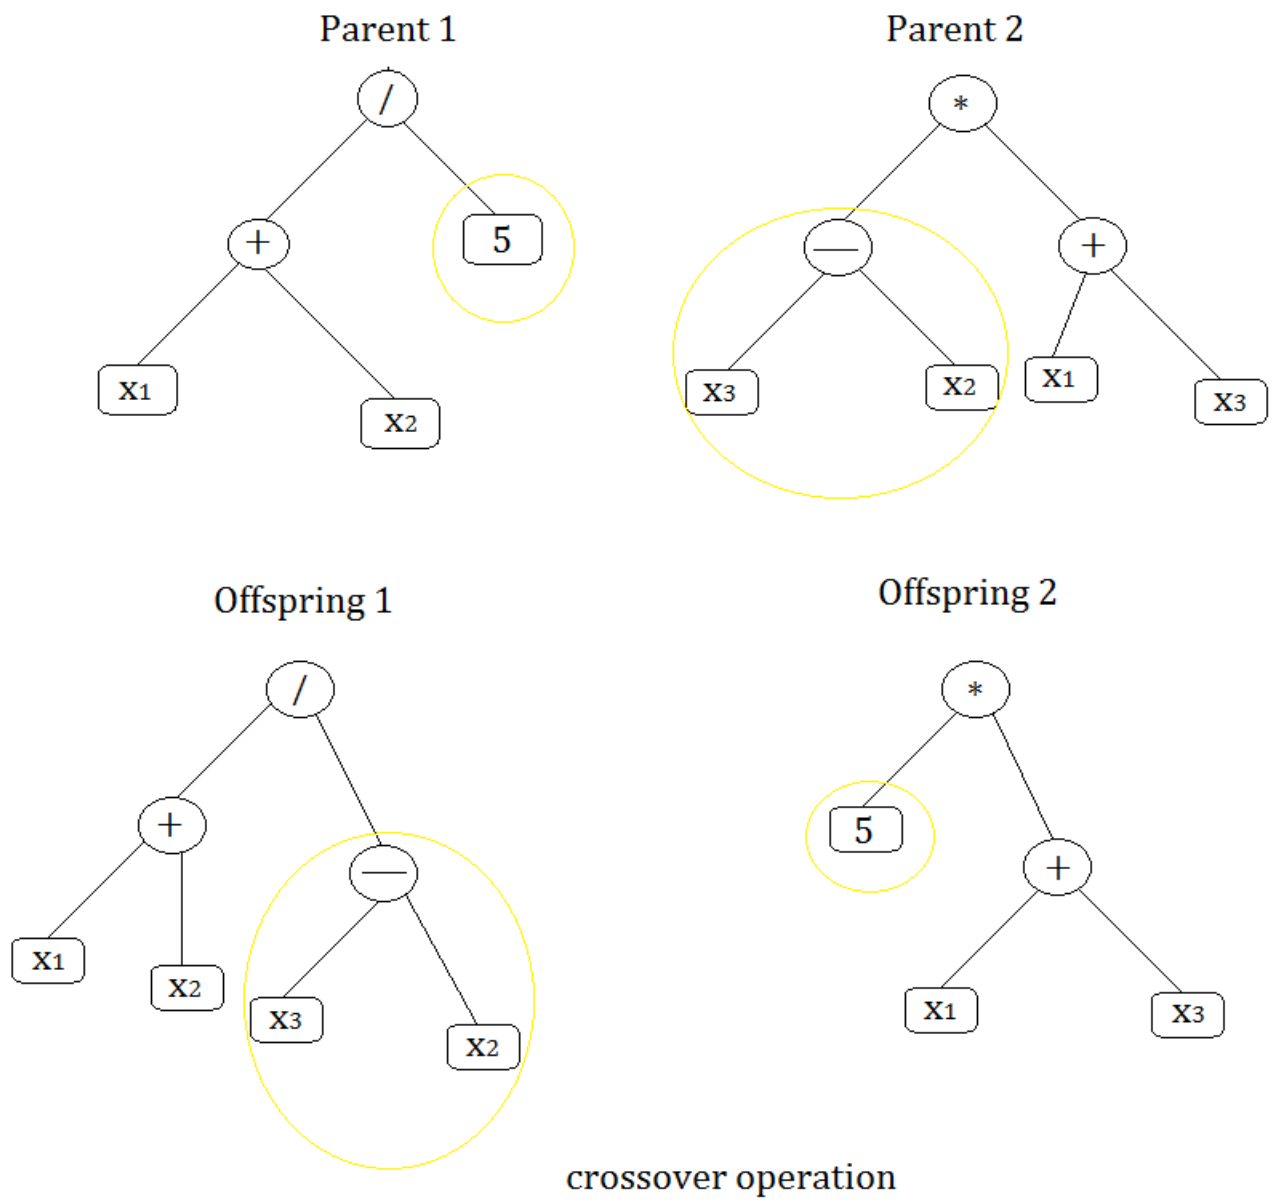 Parent 1
Parent 2
/
*
+
5
—
+
x1
x2
x3
x2
x1
x3
Offspring 1
Offspring 2
/
*
+
—
5
+
x1
x2
x3
x2
x1
x3
crossover operation